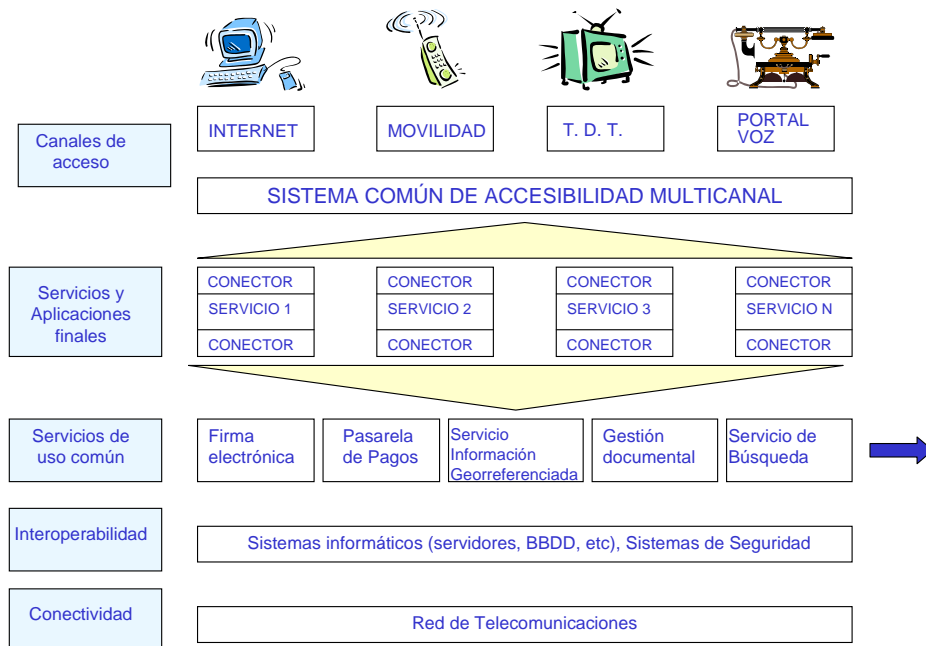 Canales de
acceso
INTERNET
MOVILIDAD
T. D. T.
PORTAL
VOZ
SISTEMA COMÚN DE ACCESIBILIDAD MULTICANAL
Servicios y
Aplicaciones
finales
CONECTOR
SERVICIO 1
CONECTOR
CONECTOR
SERVICIO 2
CONECTOR
CONECTOR
SERVICIO 3
CONECTOR
CONECTOR
SERVICIO N
CONECTOR
Servicios de
uso común
Firma
electrónica
Pasarela
de Pagos
Servicio
Información
Georreferenciada
Gestión
documental
Servicio de
Búsqueda
Interoperabilidad
Sistemas informáticos (servidores, BBDD, etc), Sistemas de Seguridad
Conectividad
Red de Telecomunicaciones